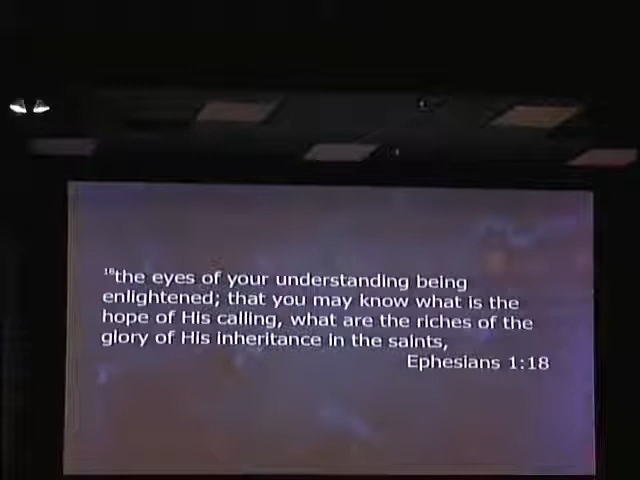 18the eyes of your understanding being
enlightened; that you may know what is the
hope of His calling, what are the riches of the
glory of His inheritance in the saints,
Ephesians 1:18